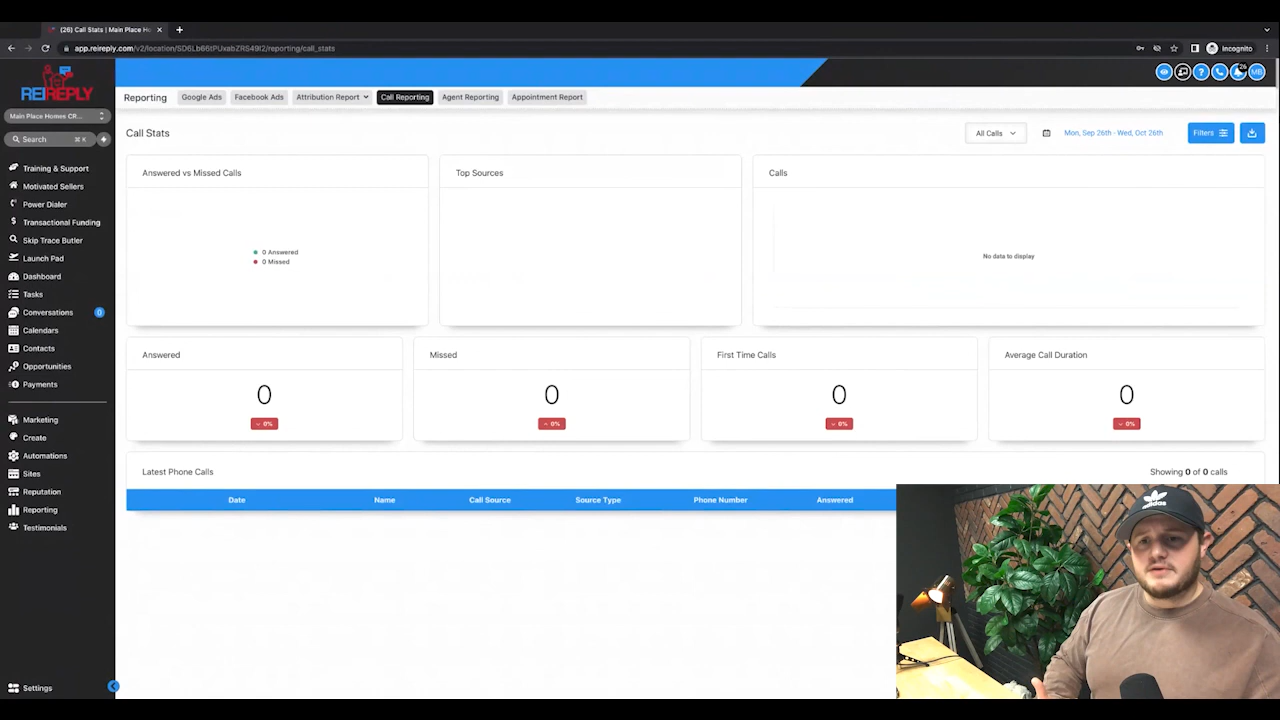 (26) Call Stats | Main Place Ho
app.reireply.com/v2/location/SD6Lb66tPUxabZRS49I2/reporting/call_stats
Incognito
REIREPLY
Main Place Homes CR...
Search ⌘ K
Training & Support
Motivated Sellers
Power Dialer
Transactional Funding
Skip Trace Butler
Launch Pad
Dashboard
Tasks
Conversations 0
Calendars
Contacts
Opportunities
Payments
Marketing
Create
Automations
Sites
Reputation
Reporting
Testimonials
Settings
26
MB
Reporting Google Ads Facebook Ads Attribution Report Call Reporting Agent Reporting Appointment Report
Call Stats All Calls Mon, Sep 26th - Wed, Oct 26th Filters
Answered vs Missed Calls
0 Answered
0 Missed
Top Sources
Calls
No data to display
Answered
0
0%
Missed
0
0%
First Time Calls
0
0%
Average Call Duration
0
0%
Latest Phone Calls Showing 0 of 0 calls
Date Name Call Source Source Type Phone Number Answered
adidas